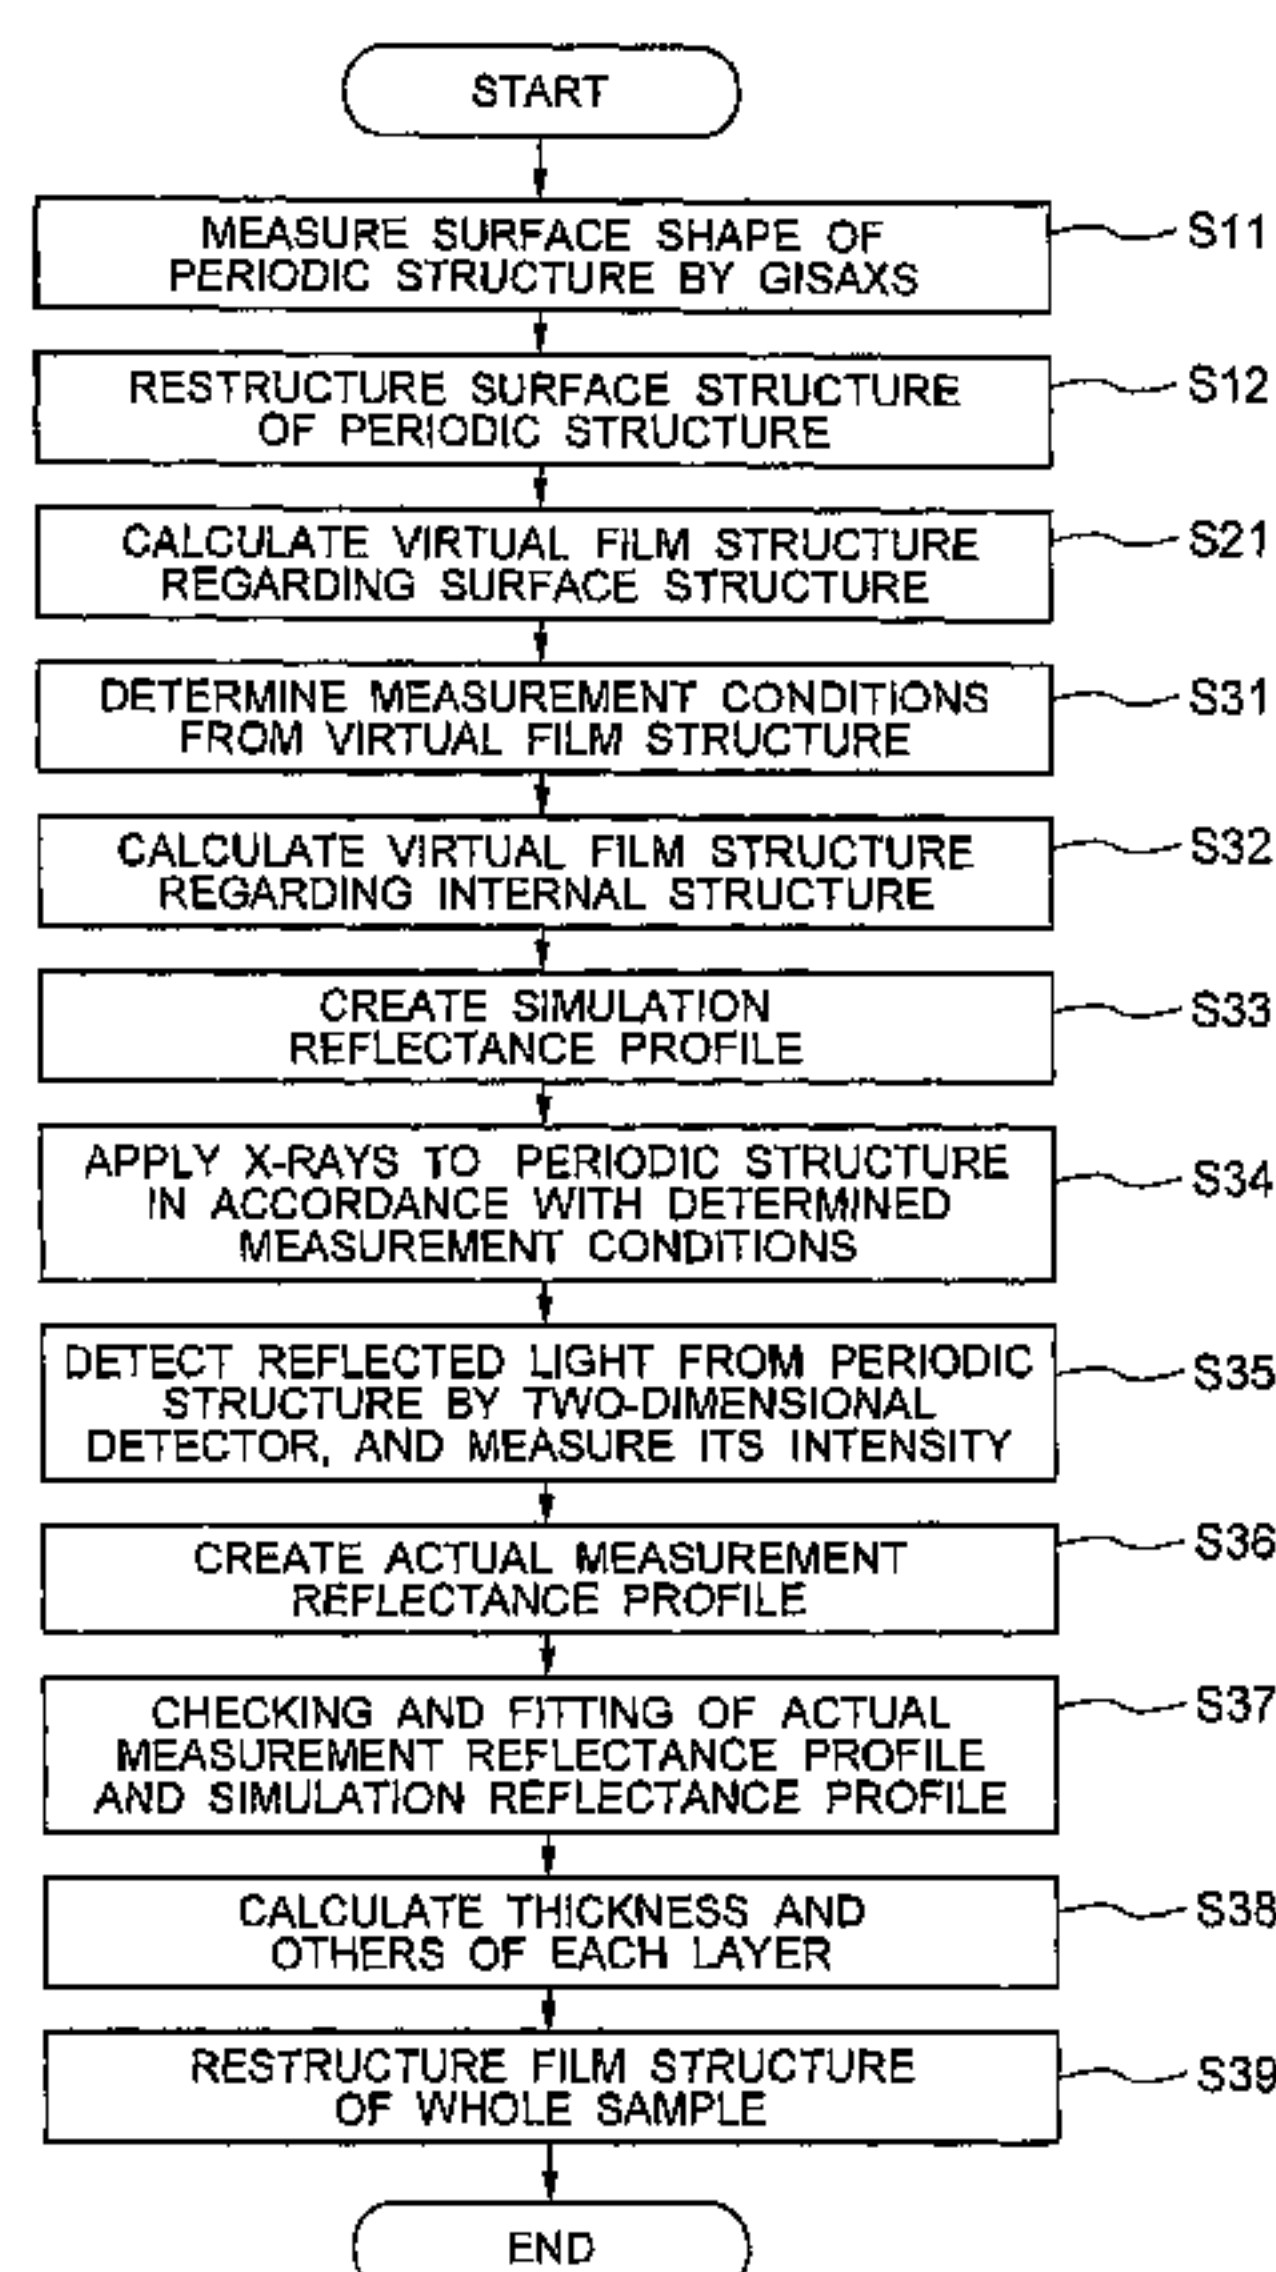 START
MEASURE SURFACE SHAPE OF
PERIODIC STRUCTURE BY GISAXS
S11
RESTRUCTURE SURFACE STRUCTURE
OF PERIODIC STRUCTURE
S12
CALCULATE VIRTUAL FILM STRUCTURE
REGARDING SURFACE STRUCTURE
S21
DETERMINE MEASUREMENT CONDITIONS
FROM VIRTUAL FILM STRUCTURE
S31
CALCULATE VIRTUAL FILM STRUCTURE
REGARDING INTERNAL STRUCTURE
S32
CREATE SIMULATION
REFLECTANCE PROFILE
S33
APPLY X-RAYS TO PERIODIC STRUCTURE
IN ACCORDANCE WITH DETERMINED
MEASUREMENT CONDITIONS
S34
DETECT REFLECTED LIGHT FROM PERIODIC
STRUCTURE BY TWO-DIMENSIONAL
DETECTOR, AND MEASURE ITS INTENSITY
S35
CREATE ACTUAL MEASUREMENT
REFLECTANCE PROFILE
S36
CHECKING AND FITTING OF ACTUAL
MEASUREMENT REFLECTANCE PROFILE
AND SIMULATION REFLECTANCE PROFILE
S37
CALCULATE THICKNESS AND
OTHERS OF EACH LAYER
S38
RESTRUCTURE FILM STRUCTURE
OF WHOLE SAMPLE
S39
END